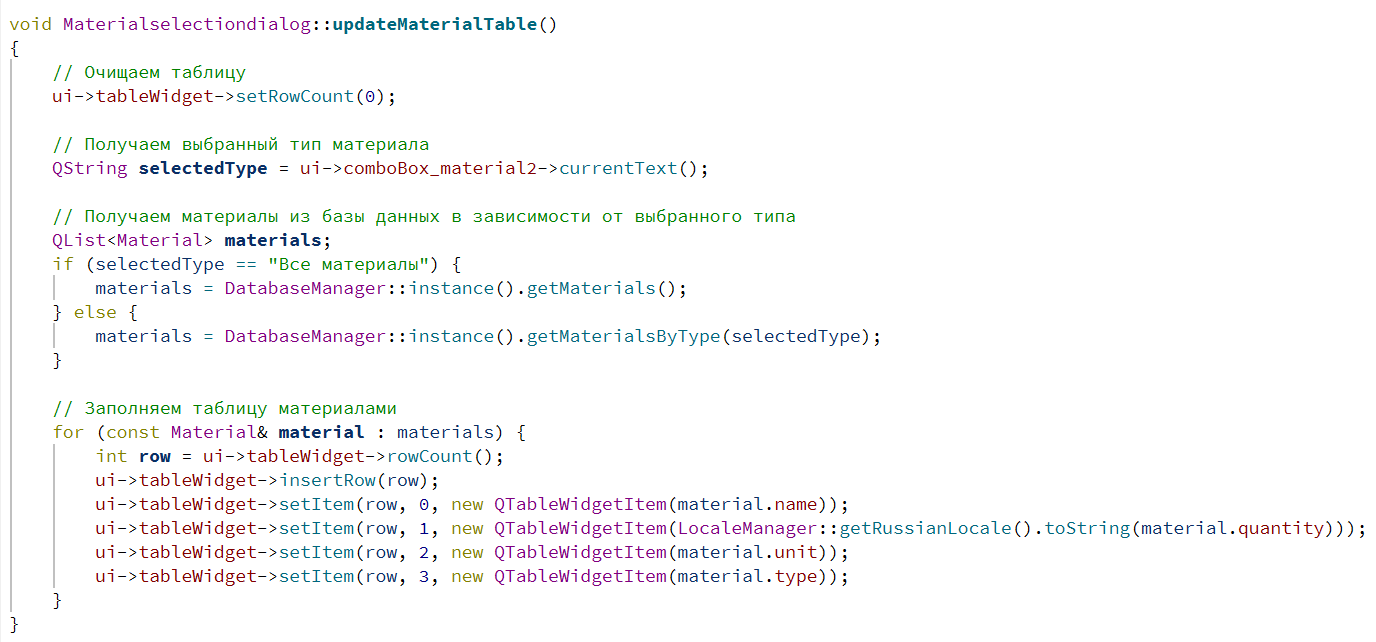 void Materialselectiondialog::updateMaterialTable()
{
    // Очищаем таблицу
    ui->tableWidget->setRowCount(0);

    // Получаем выбранный тип материала
    QString selectedType = ui->comboBox_material2->currentText();

    // Получаем материалы из базы данных в зависимости от выбранного типа
    QList<Material> materials;
    if (selectedType == "Все материалы") {
        materials = DatabaseManager::instance().getMaterials();
    } else {
        materials = DatabaseManager::instance().getMaterialsByType(selectedType);
    }

    // Заполняем таблицу материалами
    for (const Material& material : materials) {
        int row = ui->tableWidget->rowCount();
        ui->tableWidget->insertRow(row);
        ui->tableWidget->setItem(row, 0, new QTableWidgetItem(material.name));
        ui->tableWidget->setItem(row, 1, new QTableWidgetItem(LocaleManager::getRussianLocale().toString(material.quantity)));
        ui->tableWidget->setItem(row, 2, new QTableWidgetItem(material.unit));
        ui->tableWidget->setItem(row, 3, new QTableWidgetItem(material.type));
    }
}